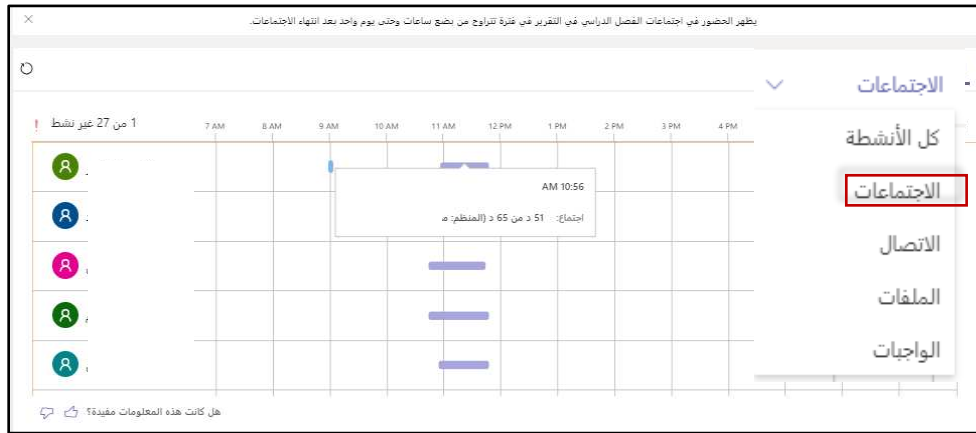 يظهر الحضور في اجتماعات الفصل الدراسي في التقرير في فترة تتراوح من بضع ساعات وحتى يوم واحد بعد انتهاء الاجتماعات.
الاجتماعات
كل الأنشطة
الاجتماعات
الاتصال
الملفات
الواجبات
1 من 27 غير نشط
7 AM 8 AM 9 AM 10 AM 11 AM 12 PM 1 PM 2 PM 3 PM 4 PM
10:56 AM
اجتماع: 51 د من 65 د (المنظم: م
هل كانت هذه المعلومات مفيدة؟